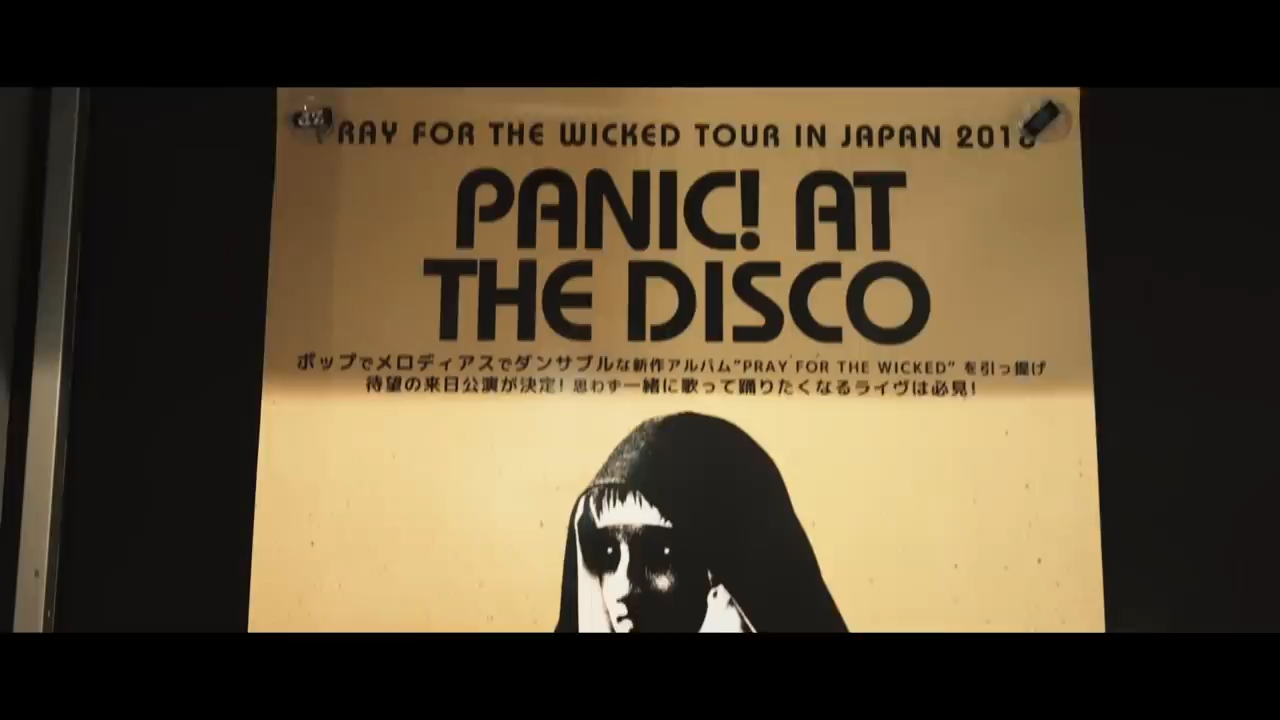 PRAY FOR THE WICKED TOUR IN JAPAN 2018
PANIC! AT
THE DISCO
ポップでメロディアスでダンサブルな新作アルバム"PRAY FOR THE WICKED" を引っ提げ
待望の来日公演が決定! 思わず一緒に歌って踊りたくなるライヴは必見!